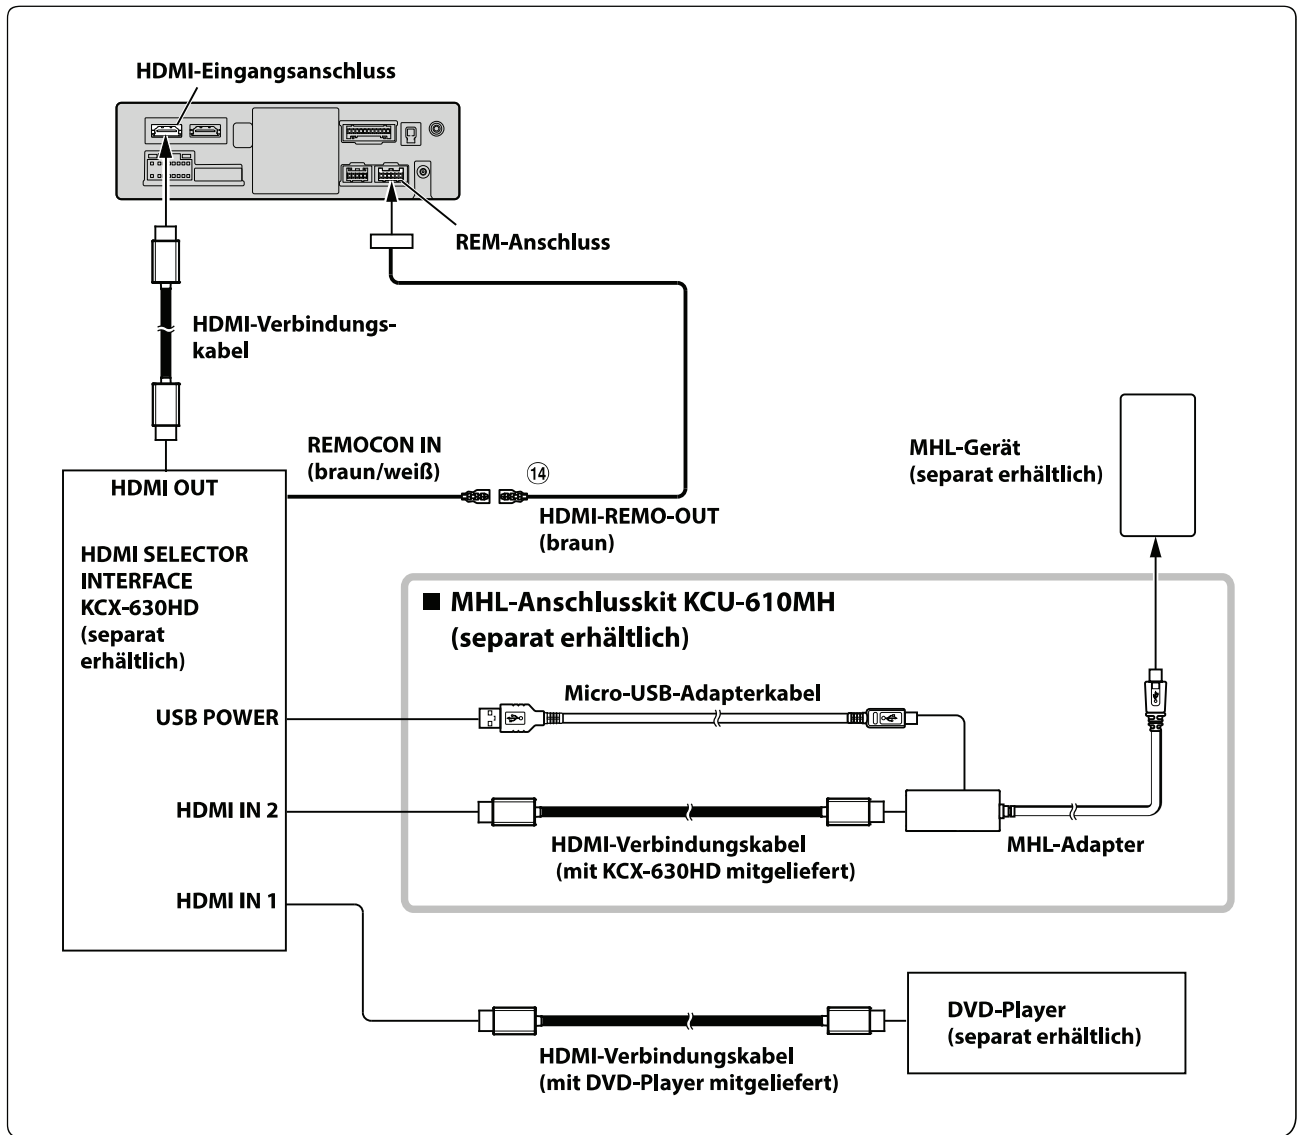 HDMI-Eingangsanschluss
REM-Anschluss
HDMI-Verbindungs-
kabel
REMOCON IN
(braun/weiß)
⑭
HDMI-REMO-OUT
(braun)
MHL-Gerät
(separat erhältlich)
HDMI OUT
HDMI SELECTOR
INTERFACE
KCX-630HD
(separat
erhältlich)
■ MHL-Anschlusskit KCU-610MH
(separat erhältlich)
Micro-USB-Adapterkabel
USB POWER
HDMI IN 2
HDMI-Verbindungskabel
(mit KCX-630HD mitgeliefert)
MHL-Adapter
HDMI IN 1
DVD-Player
(separat erhältlich)
HDMI-Verbindungskabel
(mit DVD-Player mitgeliefert)